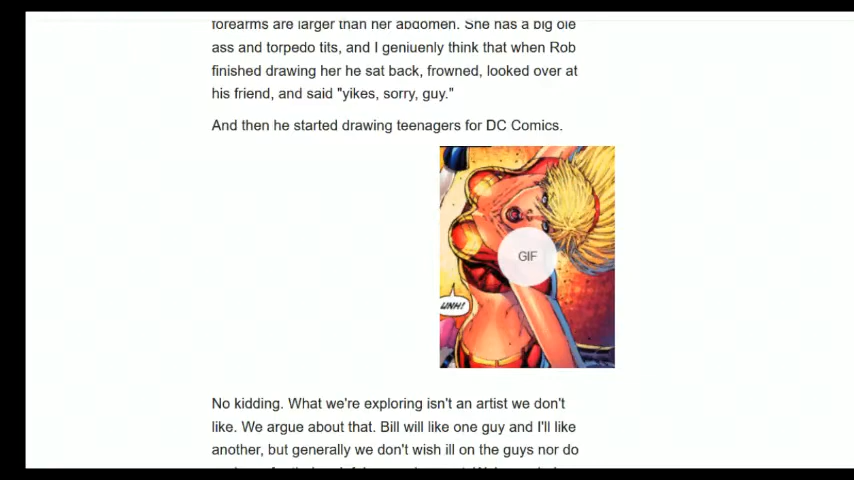 forearms are larger than her abdomen. She has a big ole
ass and torpedo tits, and I geniuenly think that when Rob
finished drawing her he sat back, frowned, looked over at
his friend, and said "yikes, sorry, guy."
And then he started drawing teenagers for DC Comics.
GIF
UNH!
No kidding. What we're exploring isn't an artist we don't
like. We argue about that. Bill will like one guy and I'll like
another, but generally we don't wish ill on the guys nor do